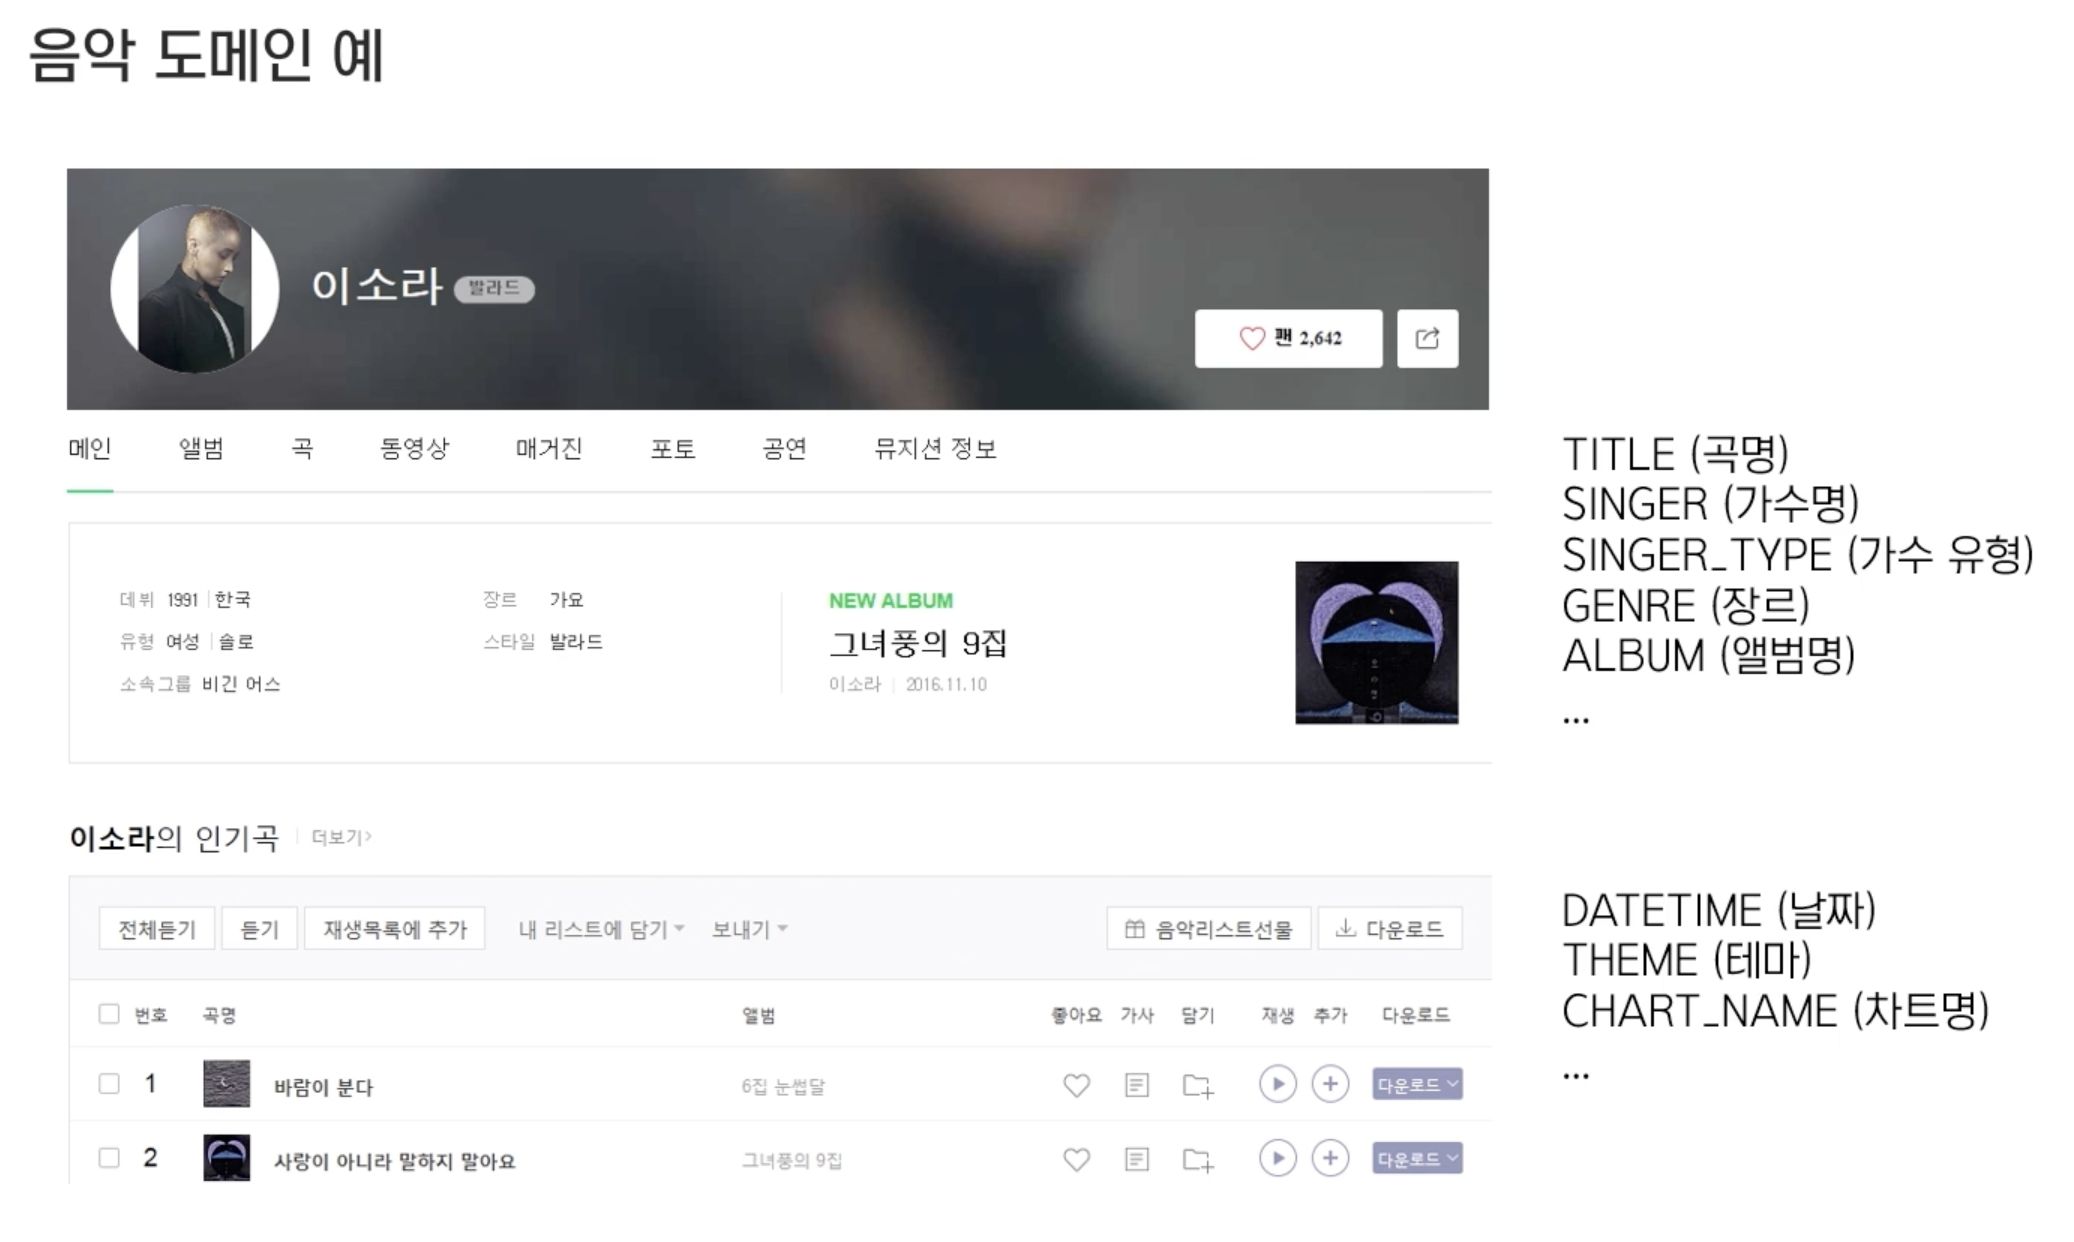 음악 도메인 예
이소라 발라드
팬 2,642
메인 앨범 곡 동영상 매거진 포토 공연 뮤지션 정보
데뷔 1991 한국 장르 가요
유형 여성 솔로 스타일 발라드
소속그룹 비긴 어스
NEW ALBUM
그녀풍의 9집
이소라 2016.11.10
TITLE (곡명)
SINGER (가수명)
SINGER_TYPE (가수 유형)
GENRE (장르)
ALBUM (앨범명)
...
이소라의 인기곡 더보기>
전체듣기 듣기 재생목록에 추가 내 리스트에 담기 보내기 음악리스트선물 다운로드
번호 곡명 앨범 좋아요 가사 담기 재생 추가 다운로드
1 바람이 분다 6집 눈썹달 다운로드
2 사랑이 아니라 말하지 말아요 그녀풍의 9집 다운로드
DATETIME (날짜)
THEME (테마)
CHART_NAME (차트명)
...